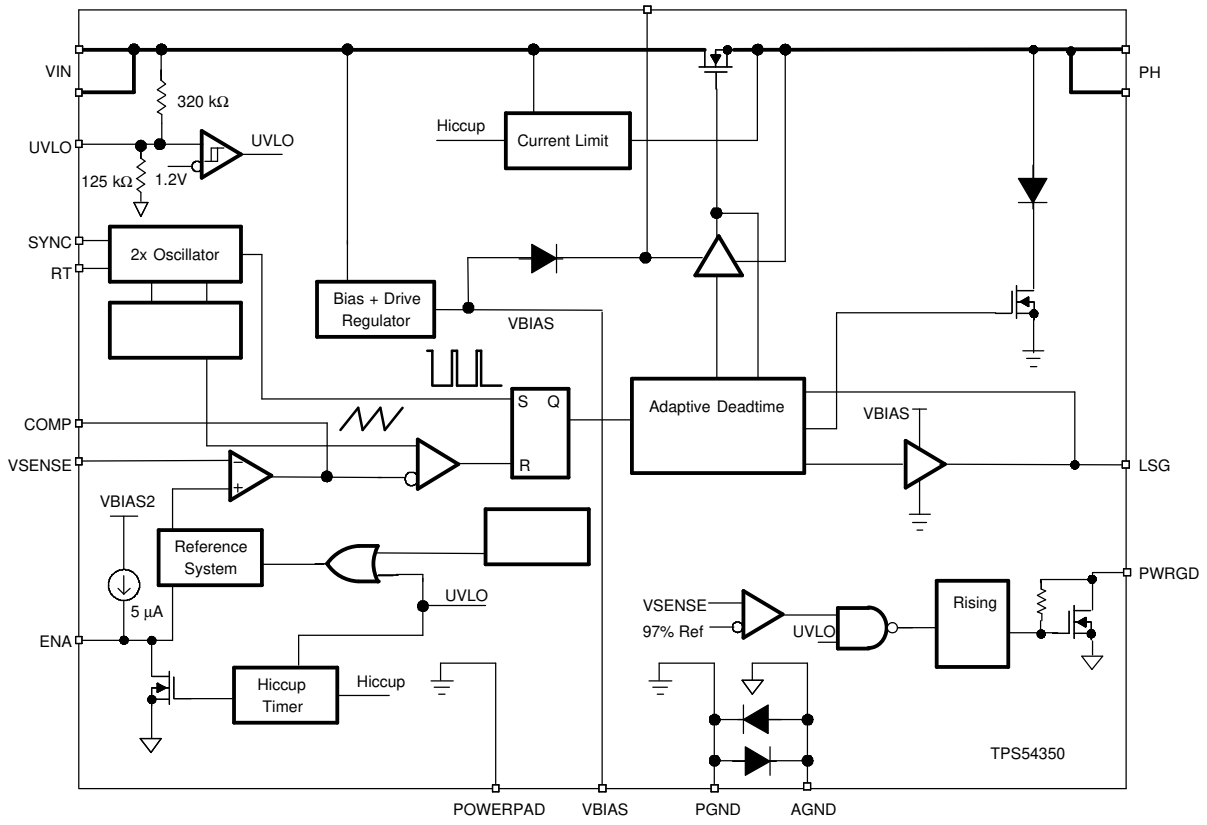 VIN
PH
320 kΩ
Hiccup
Current Limit
UVLO
UVLO
125 kΩ
1.2V
SYNC
RT
2x Oscillator
Bias + Drive
Regulator
VBIAS
S Q
R
Adaptive Deadtime
VBIAS
COMP
VSENSE
−
+
LSG
VBIAS2
Reference
System
5 μA
UVLO
ENA
Hiccup
Timer
Hiccup
PWRGD
VSENSE
97% Ref
UVLO
Rising
TPS54350
POWERPAD
VBIAS
PGND
AGND